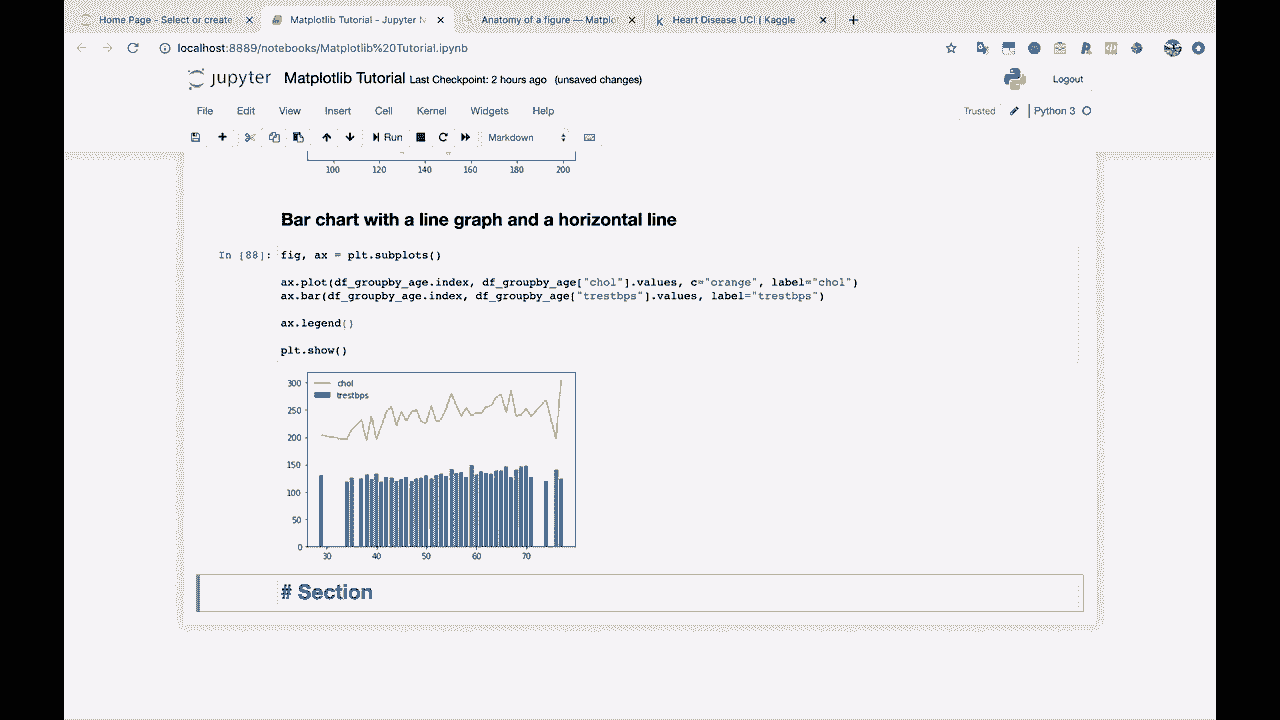 Home Page - Select or create
Matplotlib Tutorial - Jupyter N
Anatomy of a figure — Matplot
Heart Disease UCI | Kaggle
localhost:8889/notebooks/Matplotlib%20Tutorial.ipynb
jupyter Matplotlib Tutorial Last Checkpoint: 2 hours ago (unsaved changes)
Logout
File Edit View Insert Cell Kernel Widgets Help
Trusted
Python 3
Run
Markdown
100 120 140 160 180 200
Bar chart with a line graph and a horizontal line
In [88]: fig, ax = plt.subplots()
ax.plot(df_groupby_age.index, df_groupby_age["chol"].values, c="orange", label="chol")
ax.bar(df_groupby_age.index, df_groupby_age["trestbps"].values, label="trestbps")
ax.legend()
plt.show()
300
250
200
150
100
50
0
chol
trestbps
30 40 50 60 70
# Section